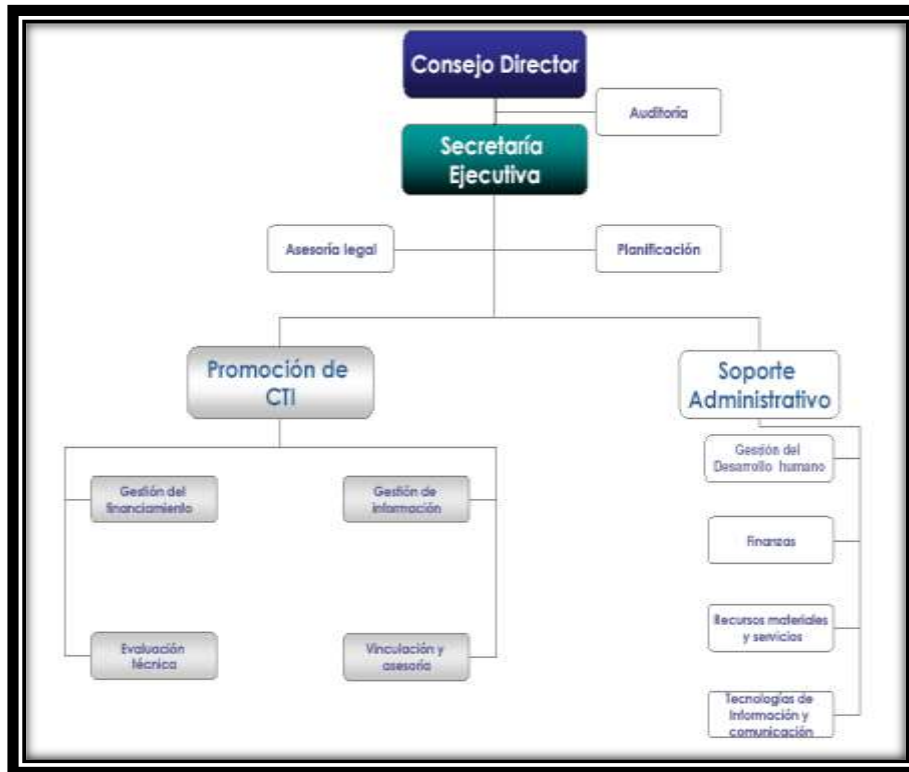 Consejo Director
Auditoría
Secretaría
Ejecutiva
Asesoría legal
Planificación
Promoción de
CTI
Soporte
Administrativo
Gestión del
financiamiento
Gestión de
información
Evaluación
técnica
Vinculación y
asesoría
Gestión del
Desarrollo humano
Finanzas
Recursos materiales
y servicios
Tecnologías de
Información y
comunicación